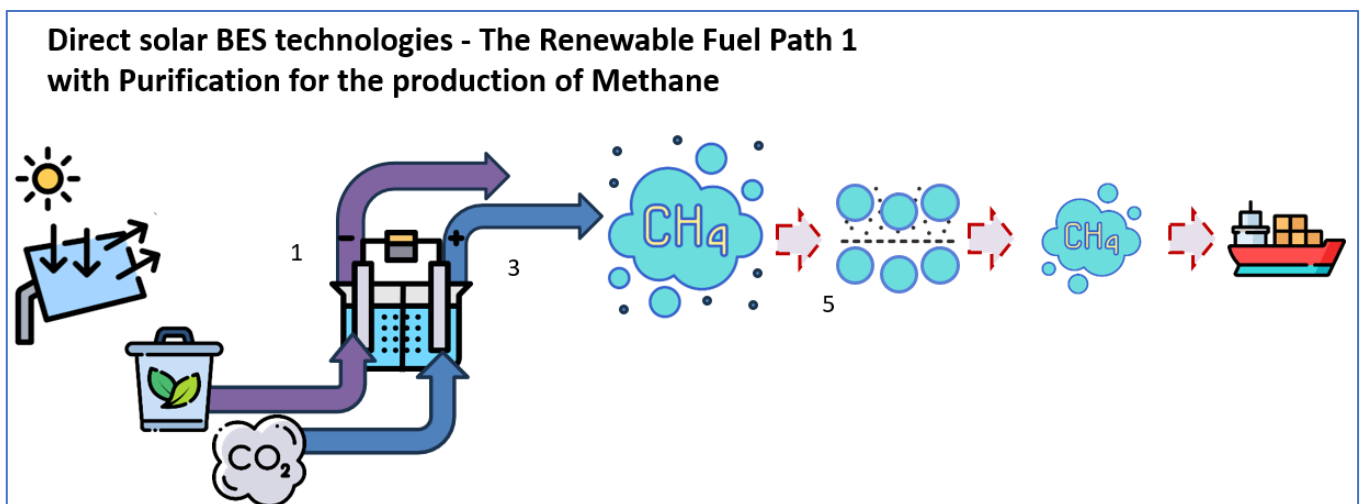 Direct solar BES technologies - The Renewable Fuel Path 1
with Purification for the production of Methane
1
-
+
3
CH4
5
CH4
CO2